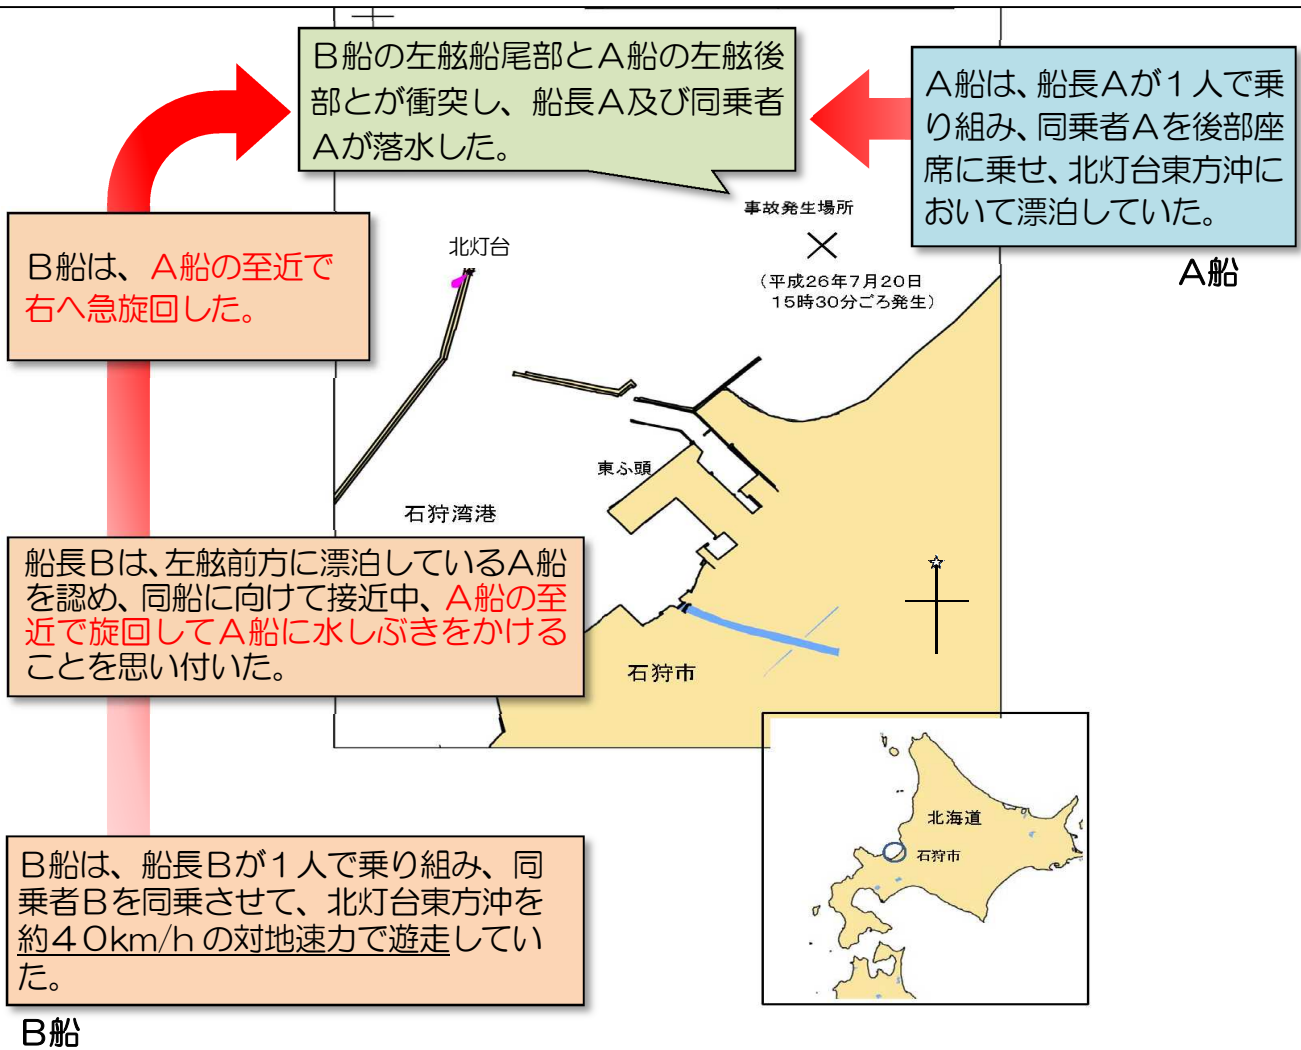 B船の左舷船尾部とA船の左舷後
部とが衝突し、船長A及び同乗者
Aが落水した。
A船は、船長Aが1人で乗
り組み、同乗者Aを後部座
席に乗せ、北灯台東方沖に
おいて漂泊していた。
A船
事故発生場所
(平成26年7月20日
15時30分ごろ発生)
B船は、A船の至近で
右へ急旋回した。
北灯台
東ふ頭
石狩湾港
船長Bは、左舷前方に漂泊しているA船
を認め、同船に向けて接近中、A船の至
近で旋回してA船に水しぶきをかける
ことを思い付いた。
石狩市
北海道
石狩市
B船は、船長Bが1人で乗り組み、同
乗者Bを同乗させて、北灯台東方沖を
約40km/hの対地速力で遊走してい
た。
B船